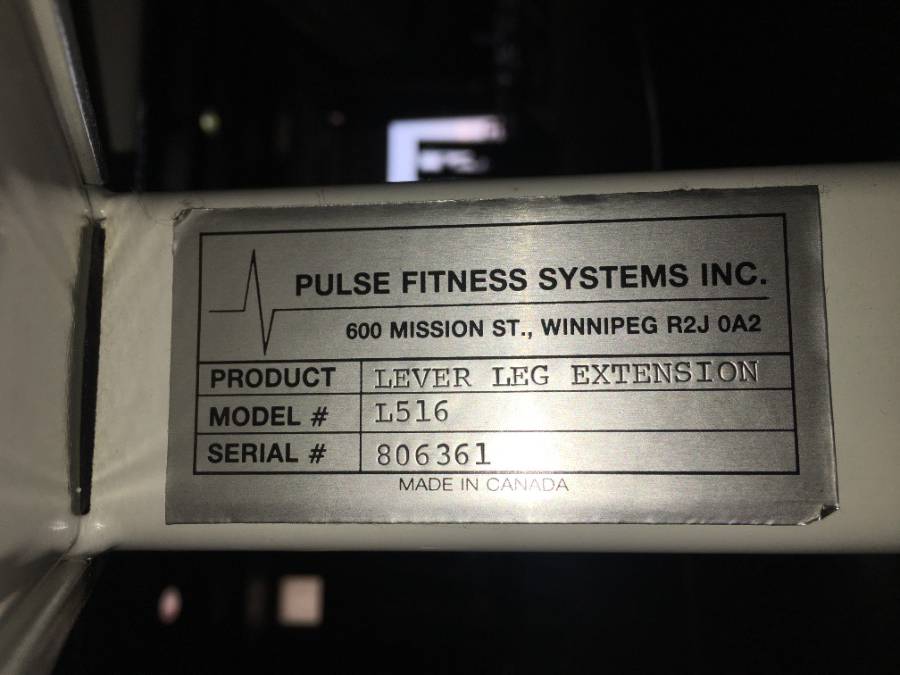 PULSE FITNESS SYSTEMS INC.
600 MISSION ST., WINNIPEG R2J 0A2
PRODUCT LEVER LEG EXTENSION
MODEL # L516
SERIAL # 806361
MADE IN CANADA